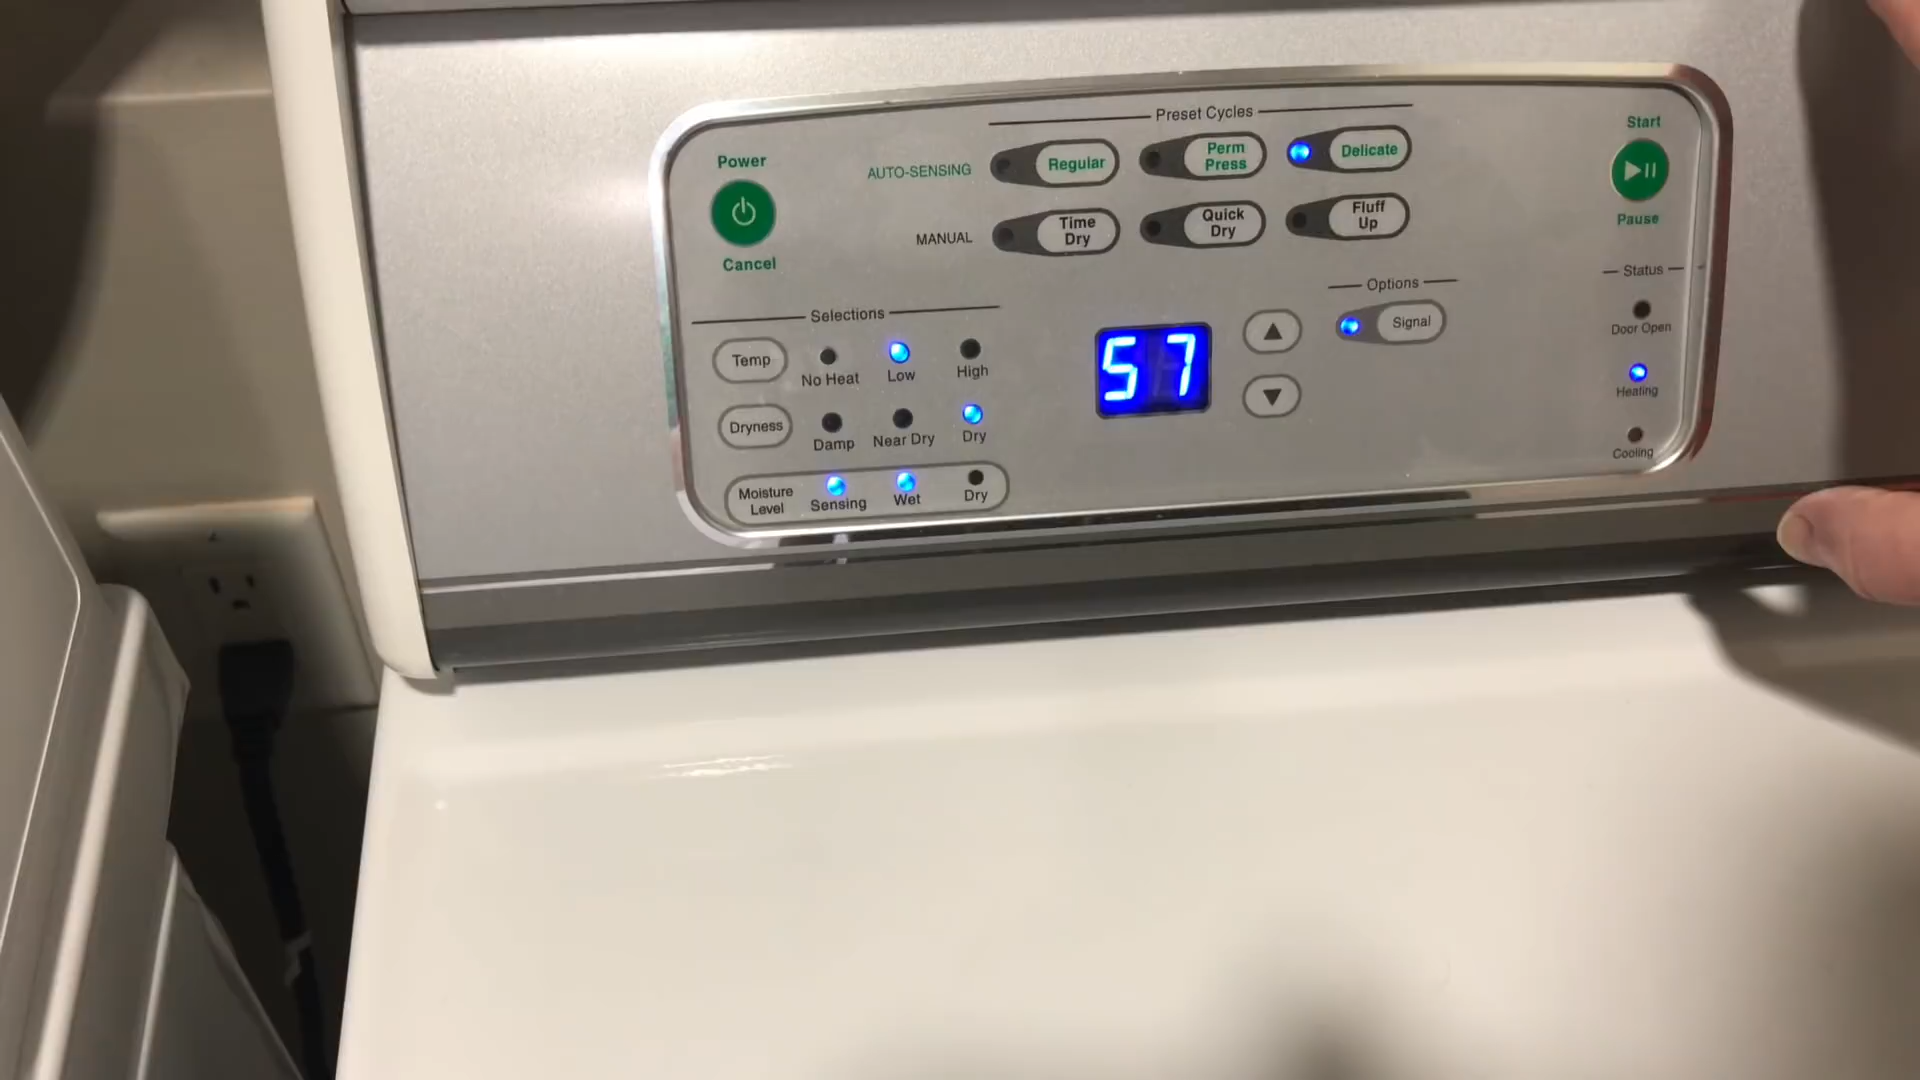 Preset Cycles
Power
AUTO-SENSING
Regular
Perm
Press
Delicate
Start
Pause
MANUAL
Time
Dry
Quick
Dry
Fluff
Up
Cancel
Status
Door Open
Heating
Cooling
Options
Signal
Selections
57
Temp
No Heat
Low
High
Dryness
Damp
Near Dry
Dry
Moisture
Level
Sensing
Wet
Dry